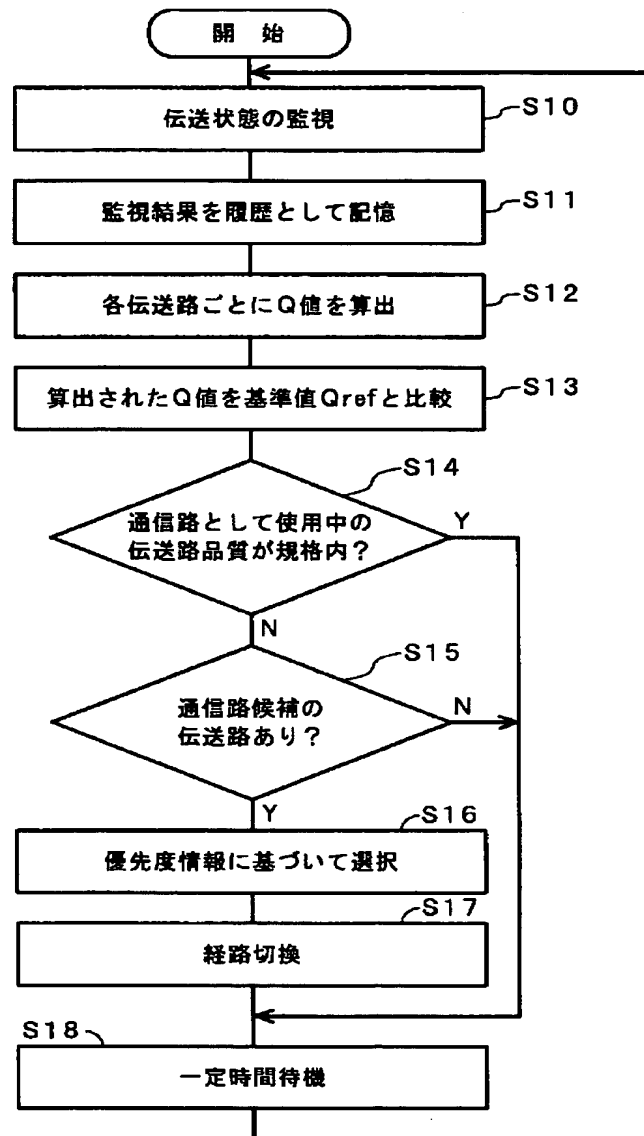 開 始
伝送状態の監視
S10
監視結果を履歴として記憶
S11
各伝送路ごとにQ値を算出
S12
算出されたQ値を基準値Qrefと比較
S13
S14
通信路として使用中の
伝送路品質が規格内？
Y
N
S15
通信路候補の
伝送路あり？
N
Y
S16
優先度情報に基づいて選択
S17
経路切換
S18
一定時間待機